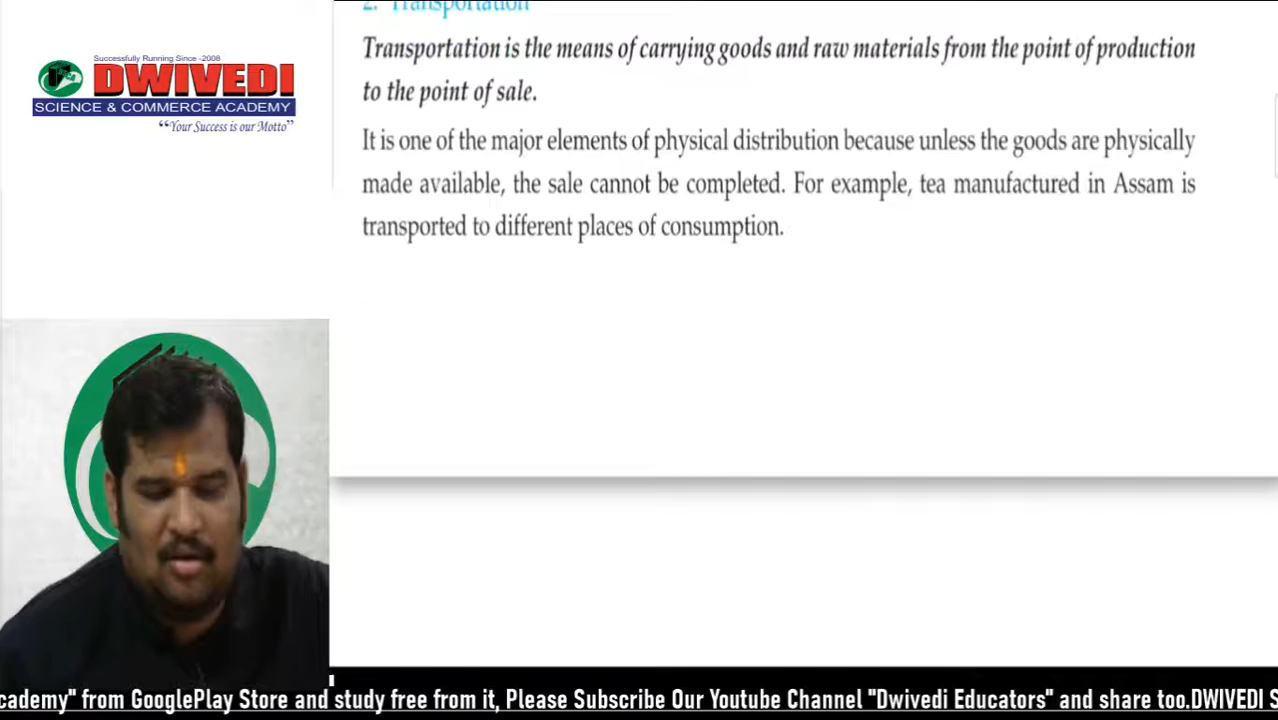 2. Transportation
Successfully Running Since -2008
DWIVEDI
SCIENCE & COMMERCE ACADEMY
“Your Success is our Motto”
Transportation is the means of carrying goods and raw materials from the point of production
to the point of sale.
It is one of the major elements of physical distribution because unless the goods are physically
made available, the sale cannot be completed. For example, tea manufactured in Assam is
transported to different places of consumption.
cademy" from GooglePlay Store and study free from it, Please Subscribe Our Youtube Channel "Dwivedi Educators" and share too.DWIVEDI S